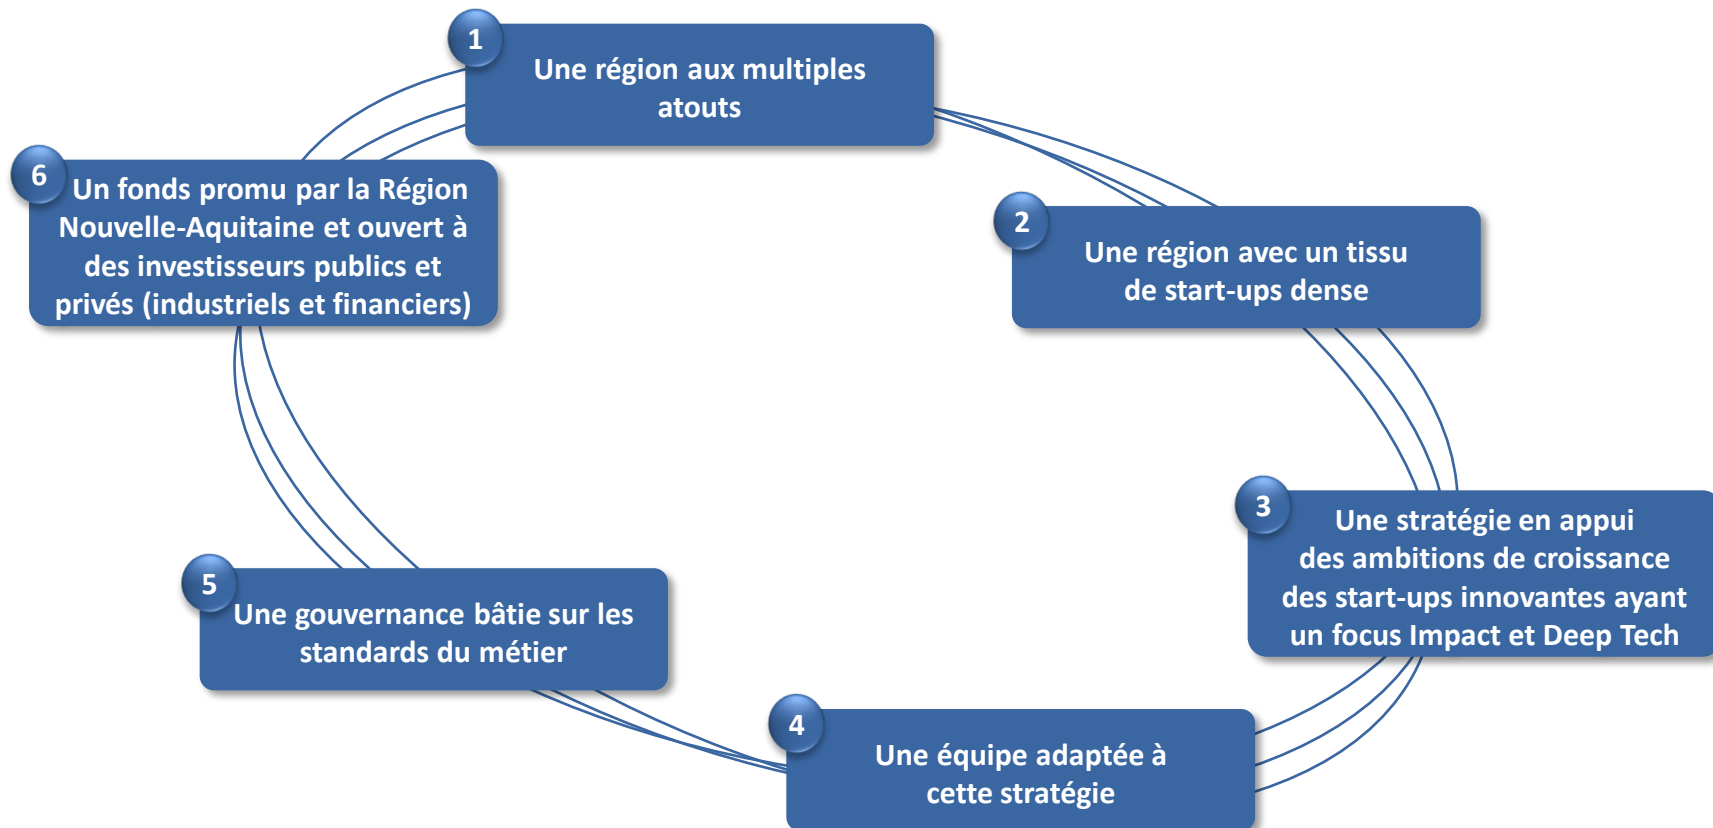 1
Une région aux multiples
atouts
2
Une région avec un tissu
de start-ups dense
3
Une stratégie en appui
des ambitions de croissance
des start-ups innovantes ayant
un focus Impact et Deep Tech
4
Une équipe adaptée à
cette stratégie
5
Une gouvernance bâtie sur les
standards du métier
6
Un fonds promu par la Région
Nouvelle-Aquitaine et ouvert à
des investisseurs publics et
privés (industriels et financiers)